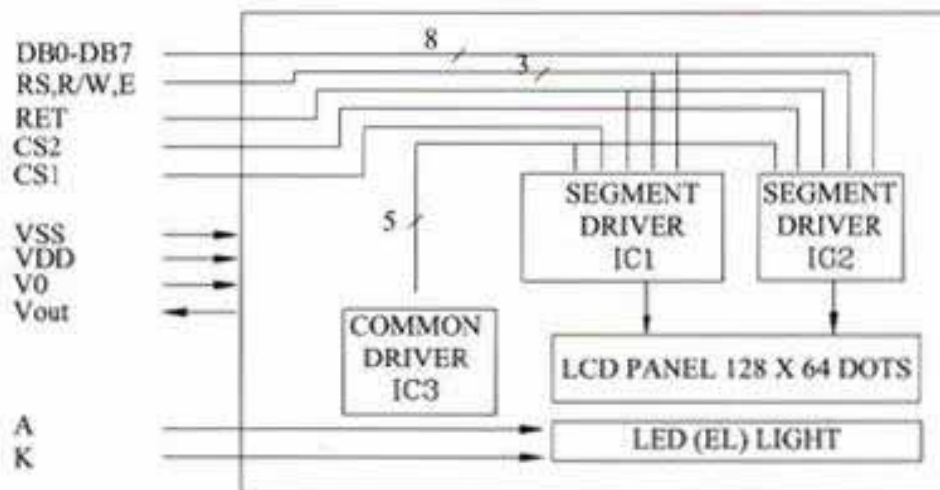 DB0-DB7
RS,R/W,E
RET
CS2
CS1
8
3
5
VSS
VDD
V0
Vout
A
K
SEGMENT
DRIVER
IC1
SEGMENT
DRIVER
IC2
COMMON
DRIVER
IC3
LCD PANEL 128 X 64 DOTS
LED (EL) LIGHT